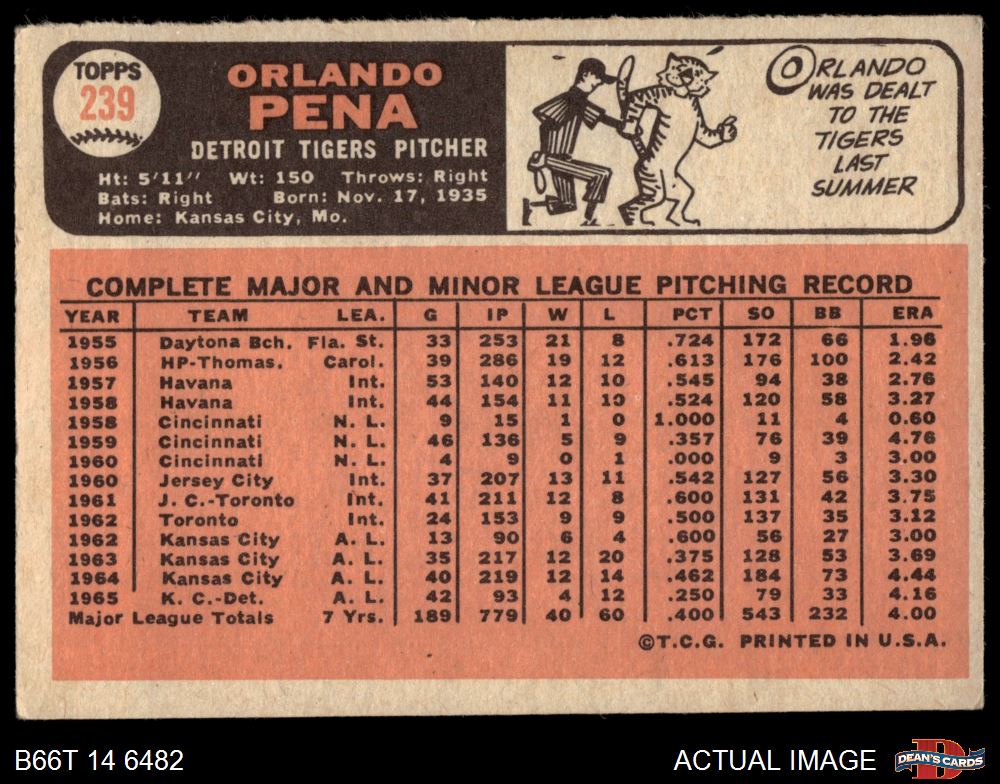 TOPPS
239
ORLANDO
PENA
DETROIT TIGERS PITCHER
Ht: 5'11" Wt: 150 Throws: Right
Bats: Right Born: Nov. 17, 1935
Home: Kansas City, Mo.
ORLANDO
WAS DEALT
TO THE
TIGERS
LAST
SUMMER
COMPLETE MAJOR AND MINOR LEAGUE PITCHING RECORD
YEAR TEAM LEA. G IP W L PCT SO BB ERA
1955 Daytona Bch. Fla. St. 33 253 21 8 .724 172 66 1.96
1956 HP-Thomas. Carol. 39 286 19 12 .613 176 100 2.42
1957 Havana Int. 53 140 12 10 .545 94 38 2.76
1958 Havana Int. 44 154 11 10 .524 120 58 3.27
1958 Cincinnati N. L. 9 15 1 0 1.000 11 4 0.60
1959 Cincinnati N. L. 46 136 5 9 .357 76 39 4.76
1960 Cincinnati N. L. 4 9 0 1 .000 9 3 3.00
1960 Jersey City Int. 37 207 13 11 .542 127 56 3.30
1961 J. C.-Toronto Int. 41 211 12 8 .600 131 42 3.75
1962 Toronto Int. 24 153 9 9 .500 137 35 3.12
1962 Kansas City A. L. 13 90 6 4 .600 56 27 3.00
1963 Kansas City A. L. 35 217 12 20 .375 128 53 3.69
1964 Kansas City A. L. 40 219 12 14 .462 184 73 4.44
1965 K. C.-Det. A. L. 42 93 4 12 .250 79 33 4.16
Major League Totals 7 Yrs. 189 779 40 60 .400 543 232 4.00
©T.C.G. PRINTED IN U.S.A.
B66T 14 6482
ACTUAL IMAGE
D
DEAN'S CARDS